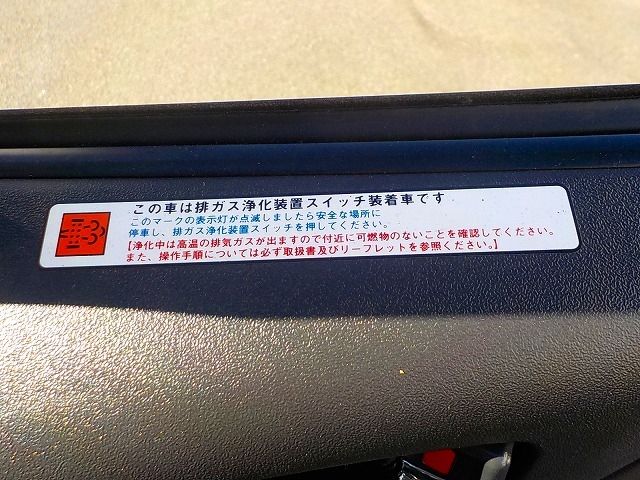 この車は排ガス浄化装置スイッチ装着車です
このマークの表示灯が点滅しましたら安全な場所に
停車し、排ガス浄化装置スイッチを押してください。
【浄化中は高温の排気ガスが出ますので付近に可燃物のないことを確認してください。
また、操作手順については必ず取扱書及びリーフレットを参照ください。】